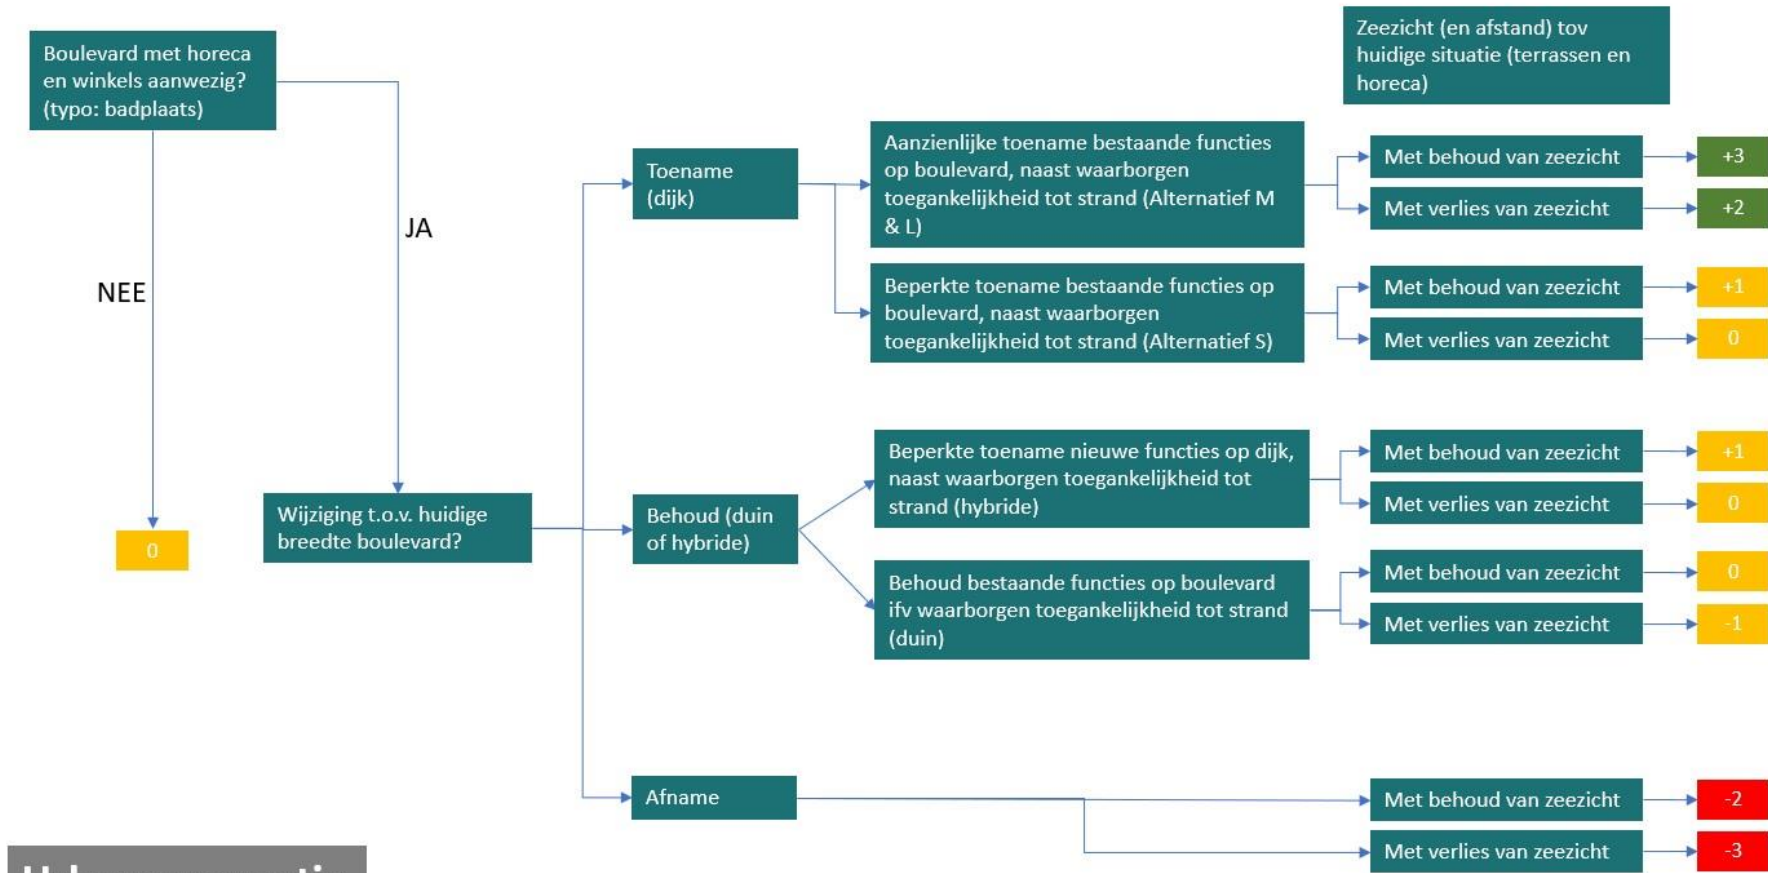 Boulevard met horeca
en winkels aanwezig?
(typo: badplaats)
NEE
JA
0
Wijziging t.o.v. huidige
breedte boulevard?
Zeezicht (en afstand) tov
huidige situatie (terrassen en
horeca)
Toename
(dijk)
Aanzienlijke toename bestaande functies
op boulevard, naast waarborgen
toegankelijkheid tot strand (Alternatief M
& L)
Met behoud van zeezicht
+3
Met verlies van zeezicht
+2
Beperkte toename bestaande functies op
boulevard, naast waarborgen
toegankelijkheid tot strand (Alternatief S)
Met behoud van zeezicht
+1
Met verlies van zeezicht
0
Behoud (duin
of hybride)
Beperkte toename nieuwe functies op dijk,
naast waarborgen toegankelijkheid tot
strand (hybride)
Met behoud van zeezicht
+1
Met verlies van zeezicht
0
Behoud bestaande functies op boulevard
ifv waarborgen toegankelijkheid tot strand
(duin)
Met behoud van zeezicht
0
Met verlies van zeezicht
-1
Afname
Met behoud van zeezicht
-2
Met verlies van zeezicht
-3